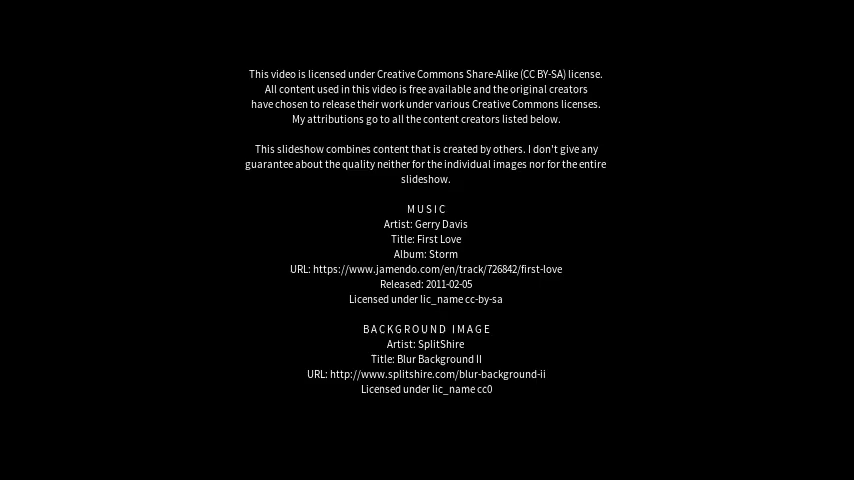 This video is licensed under Creative Commons Share-Alike (CC BY-SA) license.
All content used in this video is free available and the original creators
have chosen to release their work under various Creative Commons licenses.
My attributions go to all the content creators listed below.
This slideshow combines content that is created by others. I don't give any
guarantee about the quality neither for the individual images nor for the entire
slideshow.
MUSIC
Artist: Gerry Davis
Title: First Love
Album: Storm
URL: https://www.jamendo.com/en/track/726842/first-love
Released: 2011-02-05
Licensed under lic_name cc-by-sa
BACKGROUND IMAGE
Artist: SplitShire
Title: Blur Background II
URL: http://www.splitshire.com/blur-background-ii
Licensed under lic_name cc0